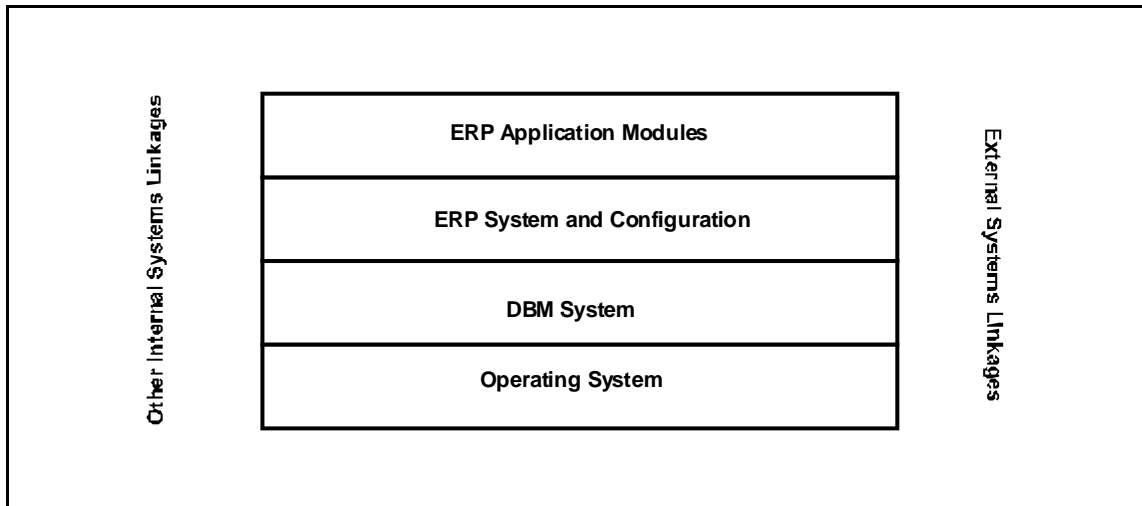 Other Internal Systems Linkages
ERP Application Modules
ERP System and Configuration
DBM System
Operating System
External Systems Linkages